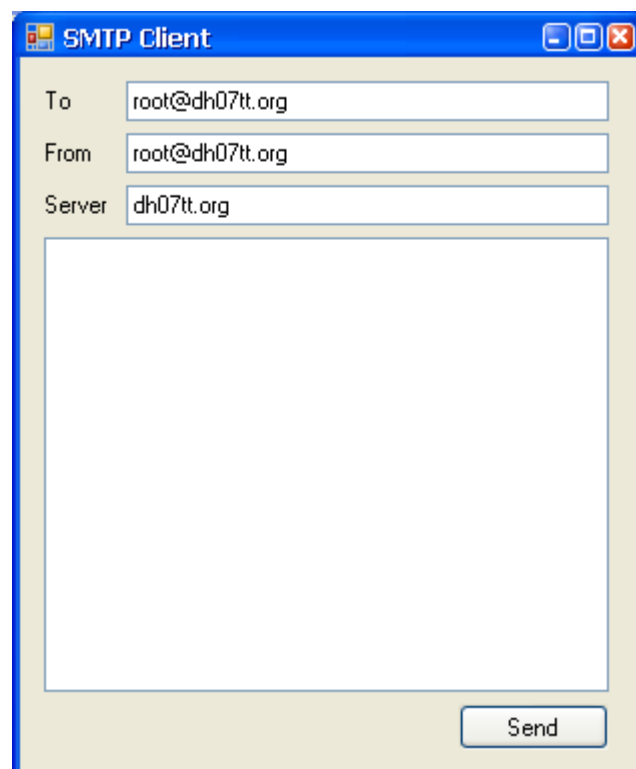 SMTP Client
To root@dh07tt.org
From root@dh07tt.org
Server dh07tt.org
Send